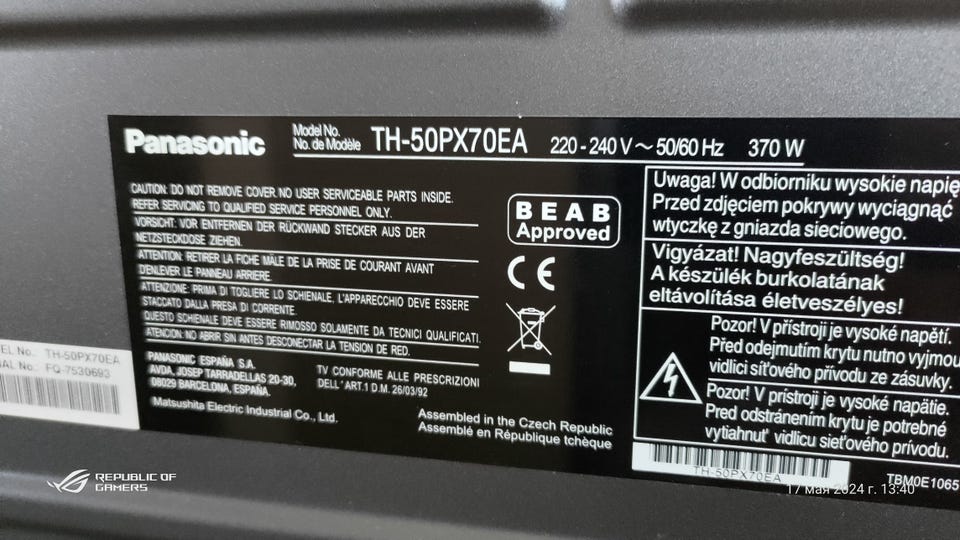 Panasonic
Model No.
No. de Modèle
TH-50PX70EA
220 - 240 V ~ 50/60 Hz
370 W
CAUTION: DO NOT REMOVE COVER. NO USER SERVICEABLE PARTS INSIDE.
REFER SERVICING TO QUALIFIED SERVICE PERSONNEL ONLY.
VORSICHT: VOR ENTFERNEN DER RÜCKWAND STECKER AUS DER
NETZSTECKDOSE ZIEHEN.
ATTENTION: RETIRER LA FICHE MÂLE DE LA PRISE DE COURANT AVANT
D'ENLEVER LE PANNEAU ARRIERE.
ATTENZIONE: PRIMA DI TOGLIERE LO SCHIENALE, L'APPARECCHIO DEVE ESSERE
STACCATO DALLA PRESA DI CORRENTE.
QUESTO SCHIENALE DEVE ESSERE RIMOSSO SOLAMENTE DA TECNICI QUALIFICATI.
ATENCION: NO ABRIR SIN ANTES DESCONECTAR LA TENSION DE RED.
PANASONIC ESPAÑA S.A.
AVDA, JOSEP TARRADELLAS 20-30,
08029 BARCELONA, ESPAÑA.
TV CONFORME ALLE PRESCRIZIONI
DELL' ART.1 D.M. 26/03/92
Matsushita Electric Industrial Co., Ltd.
Assembled in the Czech Republic
Assemblé en République tchèque
BEAB
Approved
CE
Uwaga! W odbiorniku wysokie napię
Przed zdjęciem pokrywy wyciągnąć
wtyczkę z gniazda sieciowego.
Vigyázat! Nagyfeszültség!
A készülék burkolatának
eltávolítása életveszélyes!
Pozor! V přístroji je vysoké napětí.
Před odejmutím krytu nutno vyjmou
vidlici síťového přívodu ze zásuvky.
Pozor! V prístroji je vysoké napätie.
Pred odstránením krytu je potrebné
vytiahnuť vidlicu sieťového prívodu.
TH-50PX70EA
TBM0E1065
DEL No. TH-50PX70EA
IAL No. FQ-7530693
REPUBLIC OF
GAMERS
17 мая 2024 г. 13:40